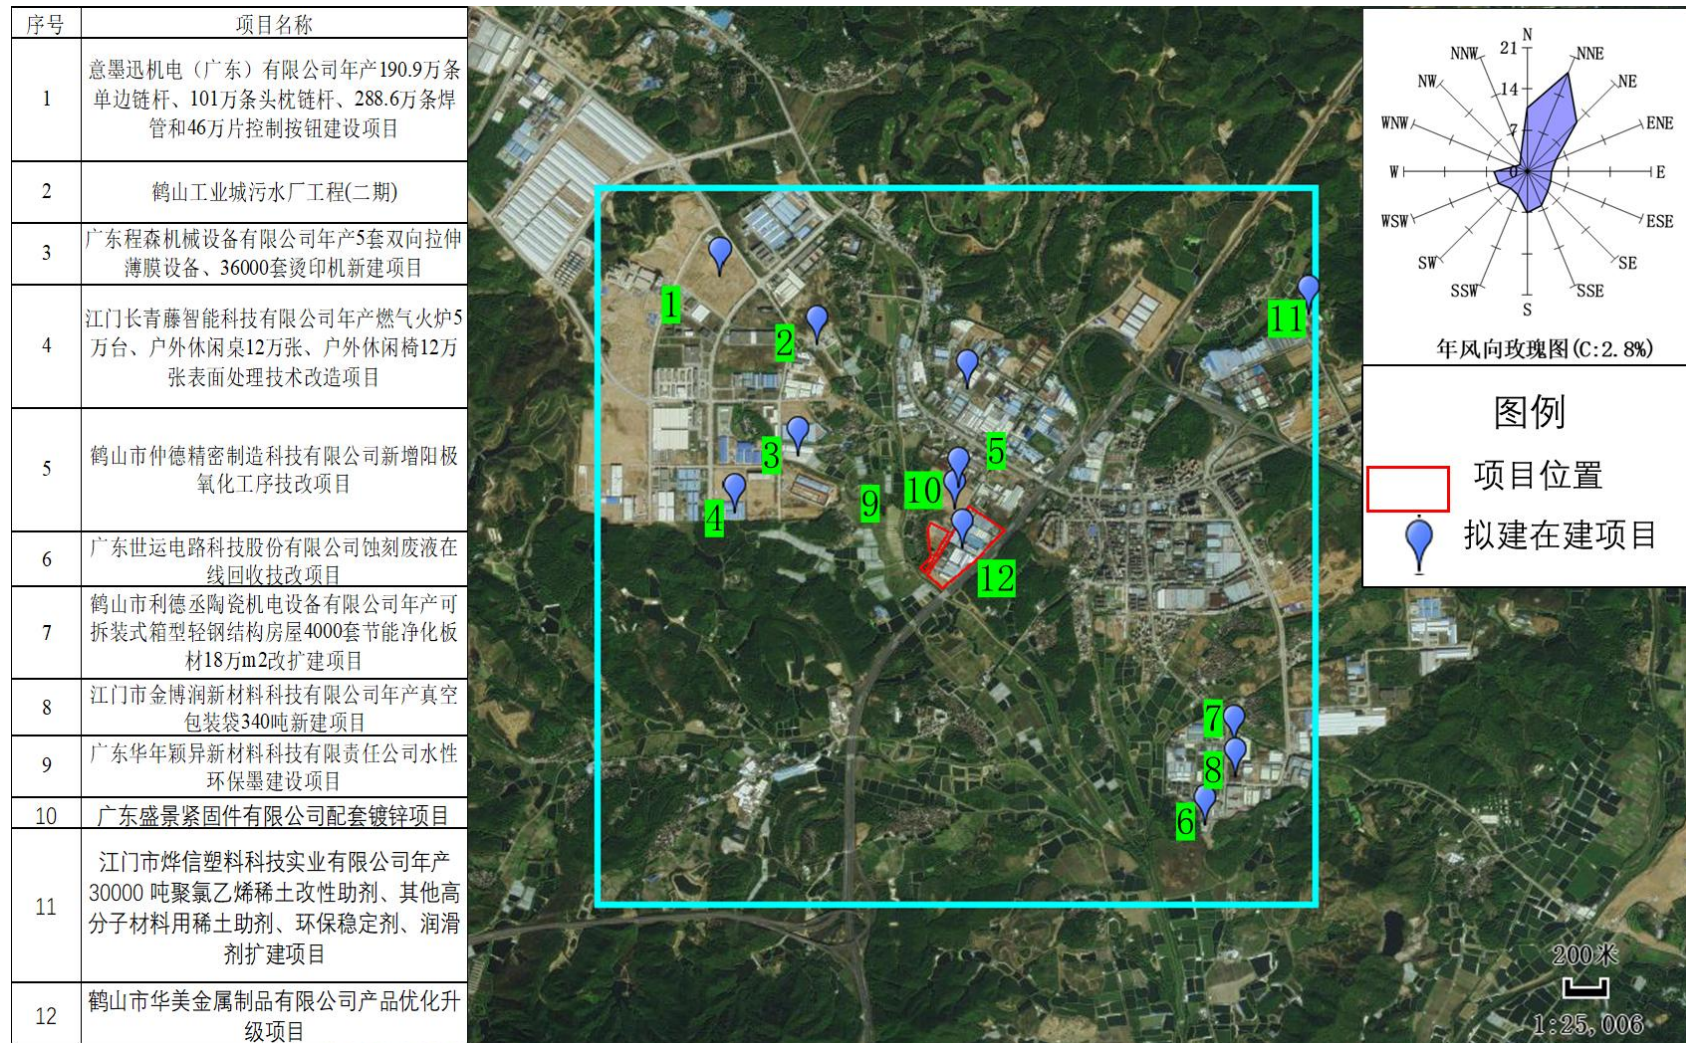 序号 项目名称
1 意墨迅机电（广东）有限公司年产190.9万条
单边链杆、101万条头枕链杆、288.6万条焊
管和46万片控制按钮建设项目
2 鹤山工业城污水厂工程(二期)
3 广东程森机械设备有限公司年产5套双向拉伸
薄膜设备、36000套烫印机新建项目
4 江门长青藤智能科技有限公司年产燃气火炉5
万台、户外休闲桌12万张、户外休闲椅12万
张表面处理技术改造项目
5 鹤山市仲德精密制造科技有限公司新增阳极
氧化工序技改项目
6 广东世运电路科技股份有限公司蚀刻废液在
线回收技改项目
7 鹤山市利德丞陶瓷机电设备有限公司年产可
拆装式箱型轻钢结构房屋4000套节能净化板
材18万m2改扩建项目
8 江门市金博润新材料科技有限公司年产真空
包装袋340吨新建项目
9 广东华年颖异新材料科技有限责任公司水性
环保墨建设项目
10 广东盛景紧固件有限公司配套镀锌项目
11 江门市烨信塑料科技实业有限公司年产
30000 吨聚氯乙烯稀土改性助剂、其他高
分子材料用稀土助剂、环保稳定剂、润滑
剂扩建项目
12 鹤山市华美金属制品有限公司产品优化升
级项目
1
2
3
4
5
9
10
11
12
7
8
6
N
21
NNW
NNE
NW
14
NE
WNW
7
ENE
W
0
E
WSW
ESE
SW
SE
SSW
SSE
S
年风向玫瑰图(C:2.8%)
图例
项目位置
拟建在建项目
200米
1:25,006